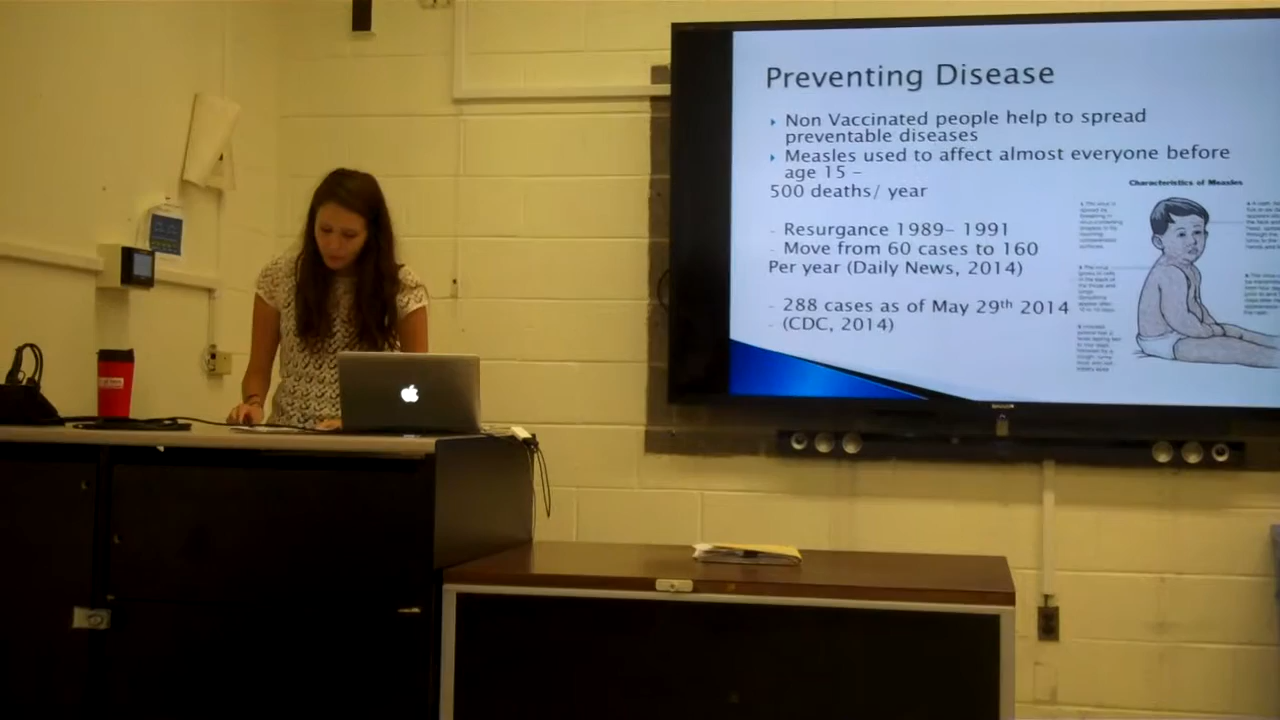 Preventing Disease
Non Vaccinated people help to spread
preventable diseases
Measles used to affect almost everyone before
age 15 –
500 deaths/ year
- Resurgance 1989– 1991
- Move from 60 cases to 160
Per year (Daily News, 2014)
- 288 cases as of May 29th 2014
- (CDC, 2014)
Characteristics of Measles